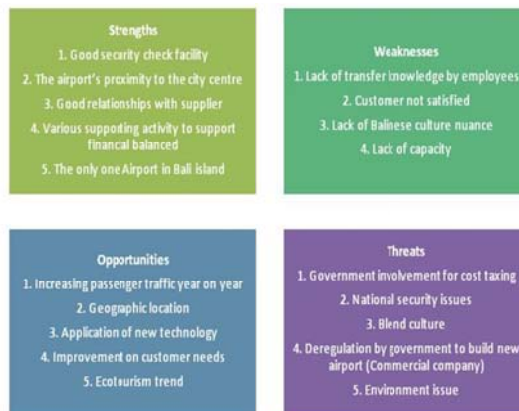 Strengths
1. Good security check facility
2. The airport's proximity to the city centre
3. Good relationships with supplier
4. Various supporting activity to support
financal balanced
5. The only one Airport in Bali island
Weaknesses
1. Lack of transfer knowledge by employees
2. Customer not satisfied
3. Lack of Balinese culture nuance
4. Lack of capacity
Opportunities
1. Increasing passenger traffic year on year
2. Geographic location
3. Application of new technology
4. Improvement on customer needs
5. Ecotourism trend
Threats
1. Government involvement for cost taxing
2. National security issues
3. Blend culture
4. Deregulation by government to build new
airport (Commercial company)
5. Environment issue